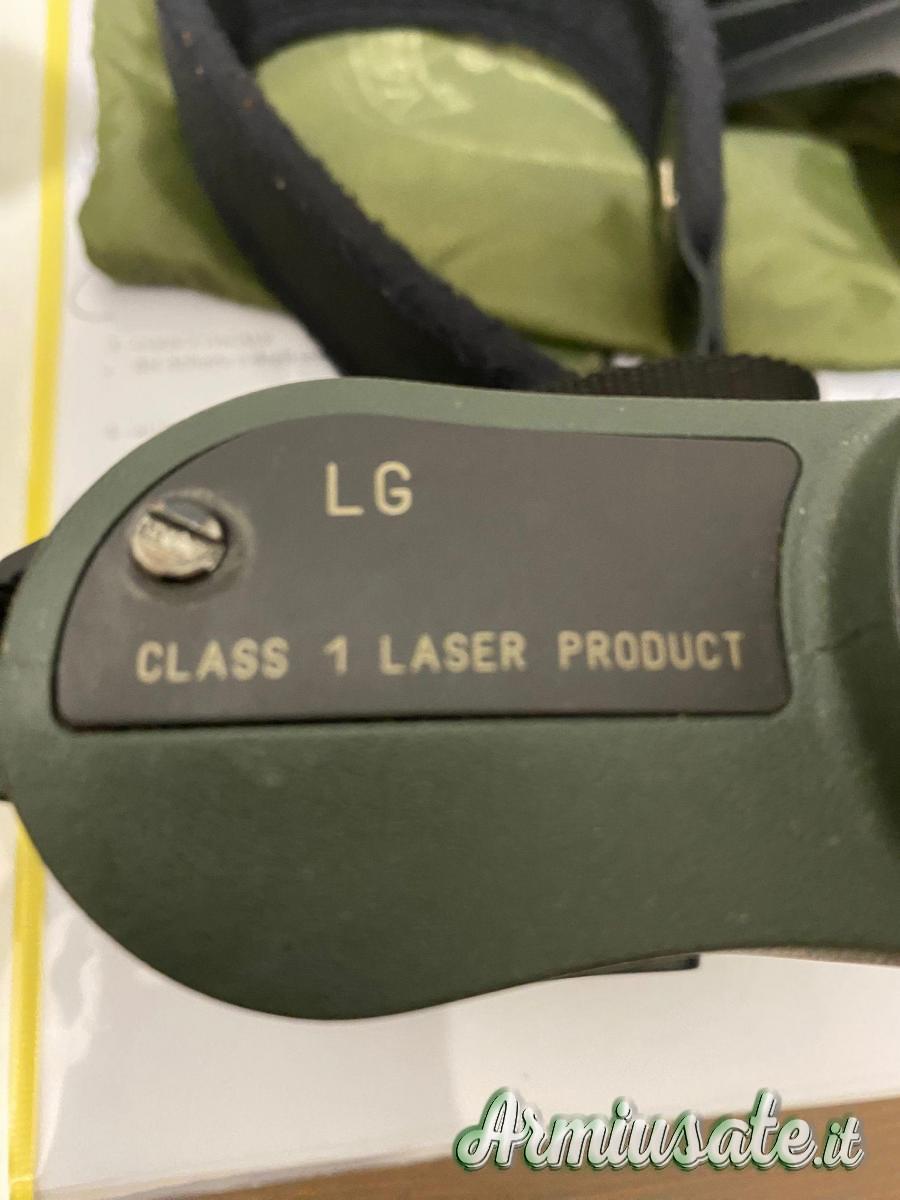 LG
CLASS 1 LASER PRODUCT
Armiusate.it